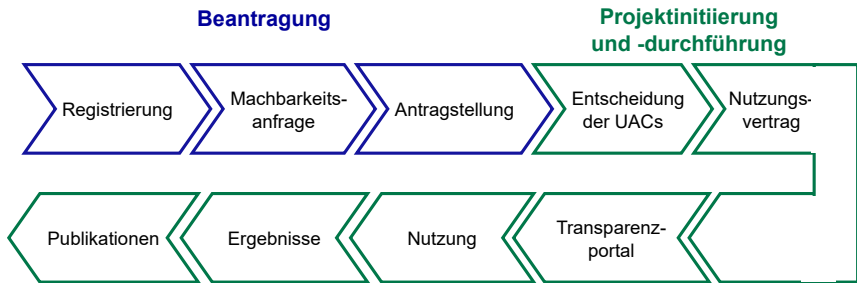 Beantragung
Projektinitiierung
und -durchführung
Registrierung
Machbarkeits-
anfrage
Antragstellung
Entscheidung
der UACs
Nutzungs-
vertrag
Publikationen
Ergebnisse
Nutzung
Transparenz-
portal